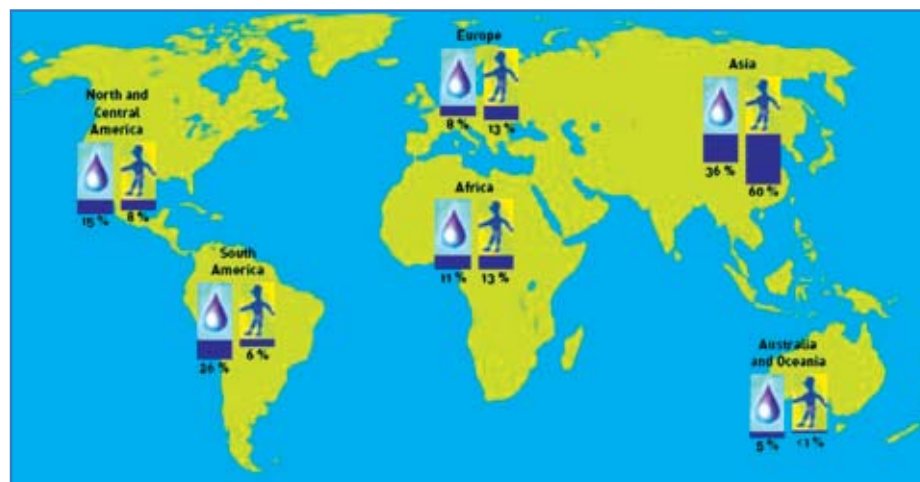 Europe
8 % 13 %
Asia
36 % 60 %
North and
Central
America
15 % 8 %
Africa
11 % 13 %
South
America
26 % 6 %
Australia
and Oceania
5 % <1 %